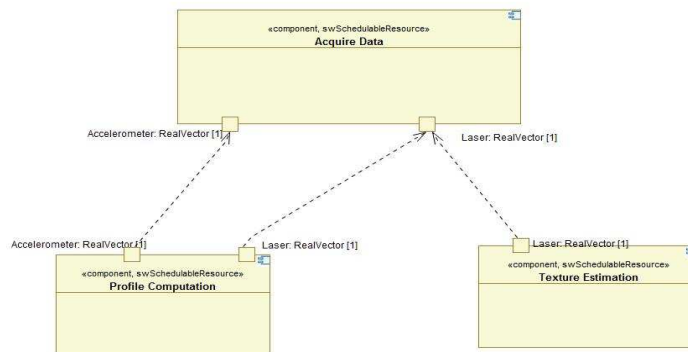 «component, swSchedulableResource»
Acquire Data
Accelerometer: RealVector [1]
Laser: RealVector [1]
Accelerometer: RealVector [1]
Laser: RealVector [1]
Laser: RealVector [1]
«component, swSchedulableResource»
Profile Computation
«component, swSchedulableResource»
Texture Estimation